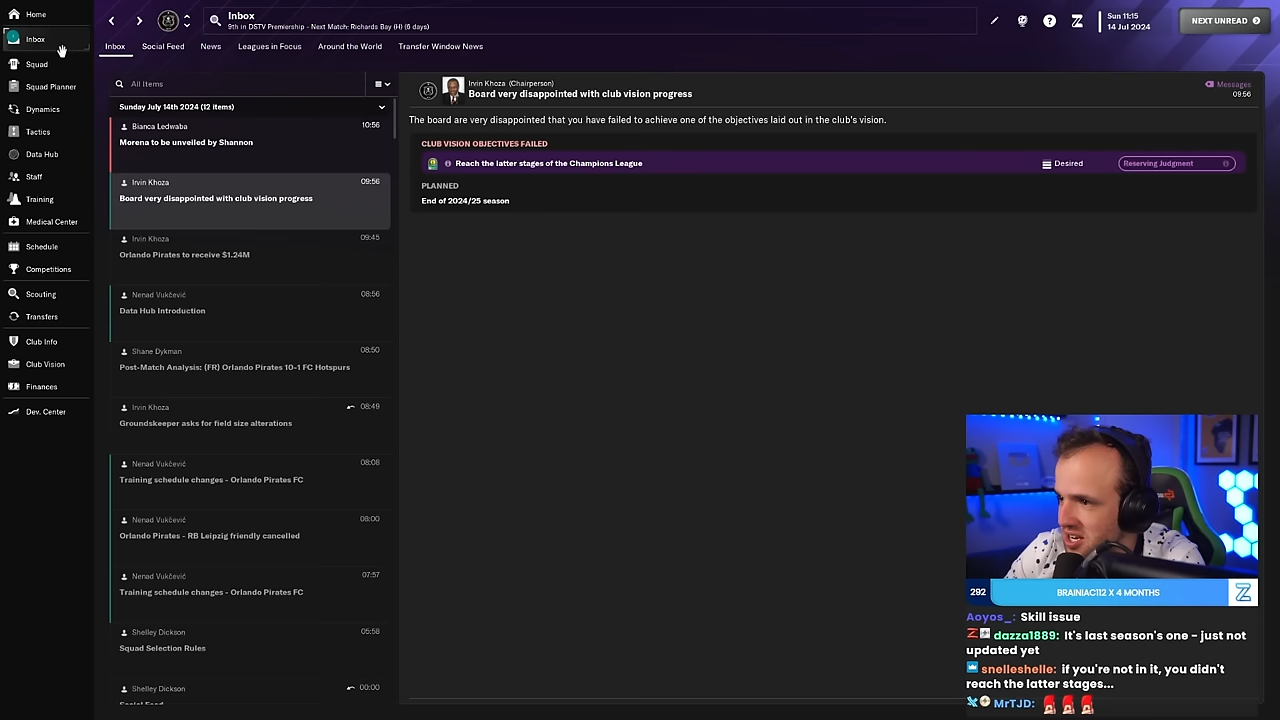 Home
Inbox
Squad
Squad Planner
Dynamics
Tactics
Data Hub
Staff
Training
Medical Center
Schedule
Competitions
Scouting
Transfers
Club Info
Club Vision
Finances
Dev. Center
Inbox
9th in DSTV Premiership - Next Match: Richards Bay (H) (6 days)
Sun 11:15
14 Jul 2024
NEXT UNREAD
Inbox
Social Feed
News
Leagues in Focus
Around the World
Transfer Window News
All Items
Sunday July 14th 2024 (12 items)
Bianca Ledwaba 10:56
Morena to be unveiled by Shannon
Irvin Khoza 09:56
Board very disappointed with club vision progress
Irvin Khoza 09:45
Orlando Pirates to receive $1.24M
Nenad Vukčević 08:56
Data Hub Introduction
Shane Dykman 08:50
Post-Match Analysis: (FR) Orlando Pirates 10-1 FC Hotspurs
Irvin Khoza 08:49
Groundskeeper asks for field size alterations
Nenad Vukčević 08:08
Training schedule changes - Orlando Pirates FC
Nenad Vukčević 08:00
Orlando Pirates - RB Leipzig friendly cancelled
Nenad Vukčević 07:57
Training schedule changes - Orlando Pirates FC
Shelley Dickson 05:58
Squad Selection Rules
Shelley Dickson 00:00
Social Feed
Irvin Khoza (Chairperson)
Board very disappointed with club vision progress
Messages
09:56
The board are very disappointed that you have failed to achieve one of the objectives laid out in the club's vision.
CLUB VISION OBJECTIVES FAILED
Reach the latter stages of the Champions League
Desired
Reserving Judgment
PLANNED
End of 2024/25 season
292
BRAINIAC112 X 4 MONTHS
Z
Aoyos_: Skill issue
dazza1889: It's last season's one - just not
updated yet
snelleshelle: if you're not in it, you didn't
reach the latter stages...
MrTJD: